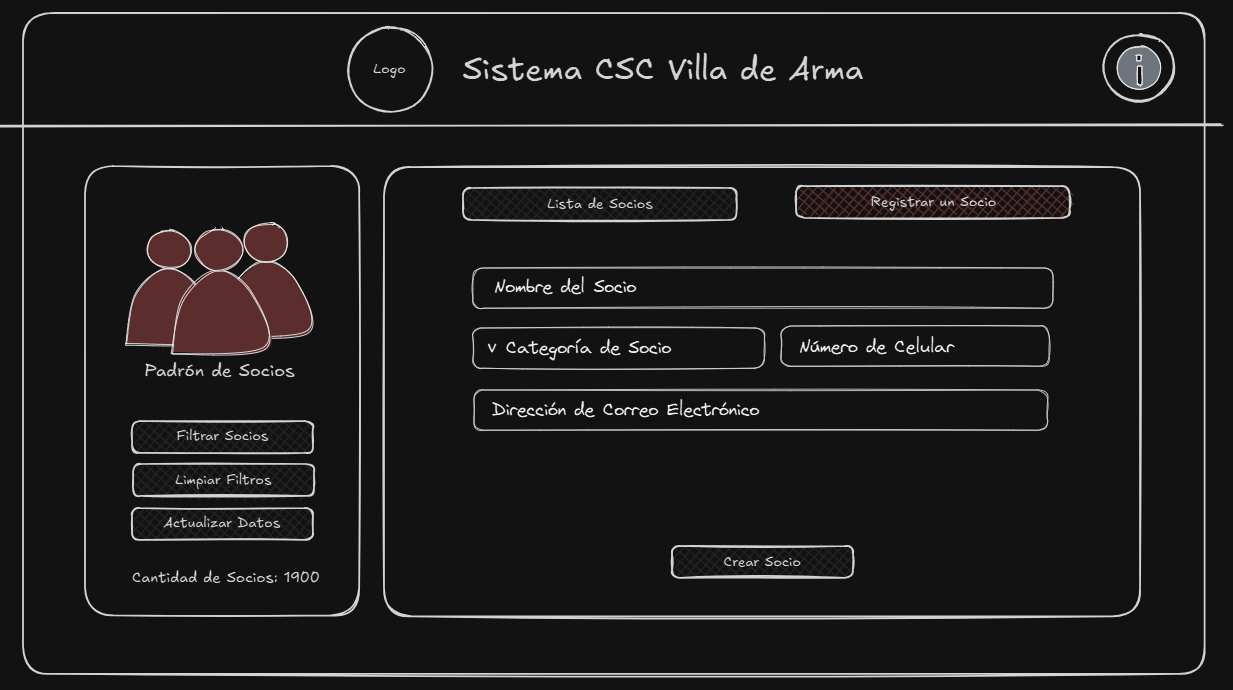 Logo
Sistema CSC Villa de Arma
i
Padrón de Socios
Filtrar Socios
Limpiar Filtros
Actualizar Datos
Cantidad de Socios: 1900
Lista de Socios
Registrar un Socio
Nombre del Socio
v Categoría de Socio
Número de Celular
Dirección de Correo Electrónico
Crear Socio